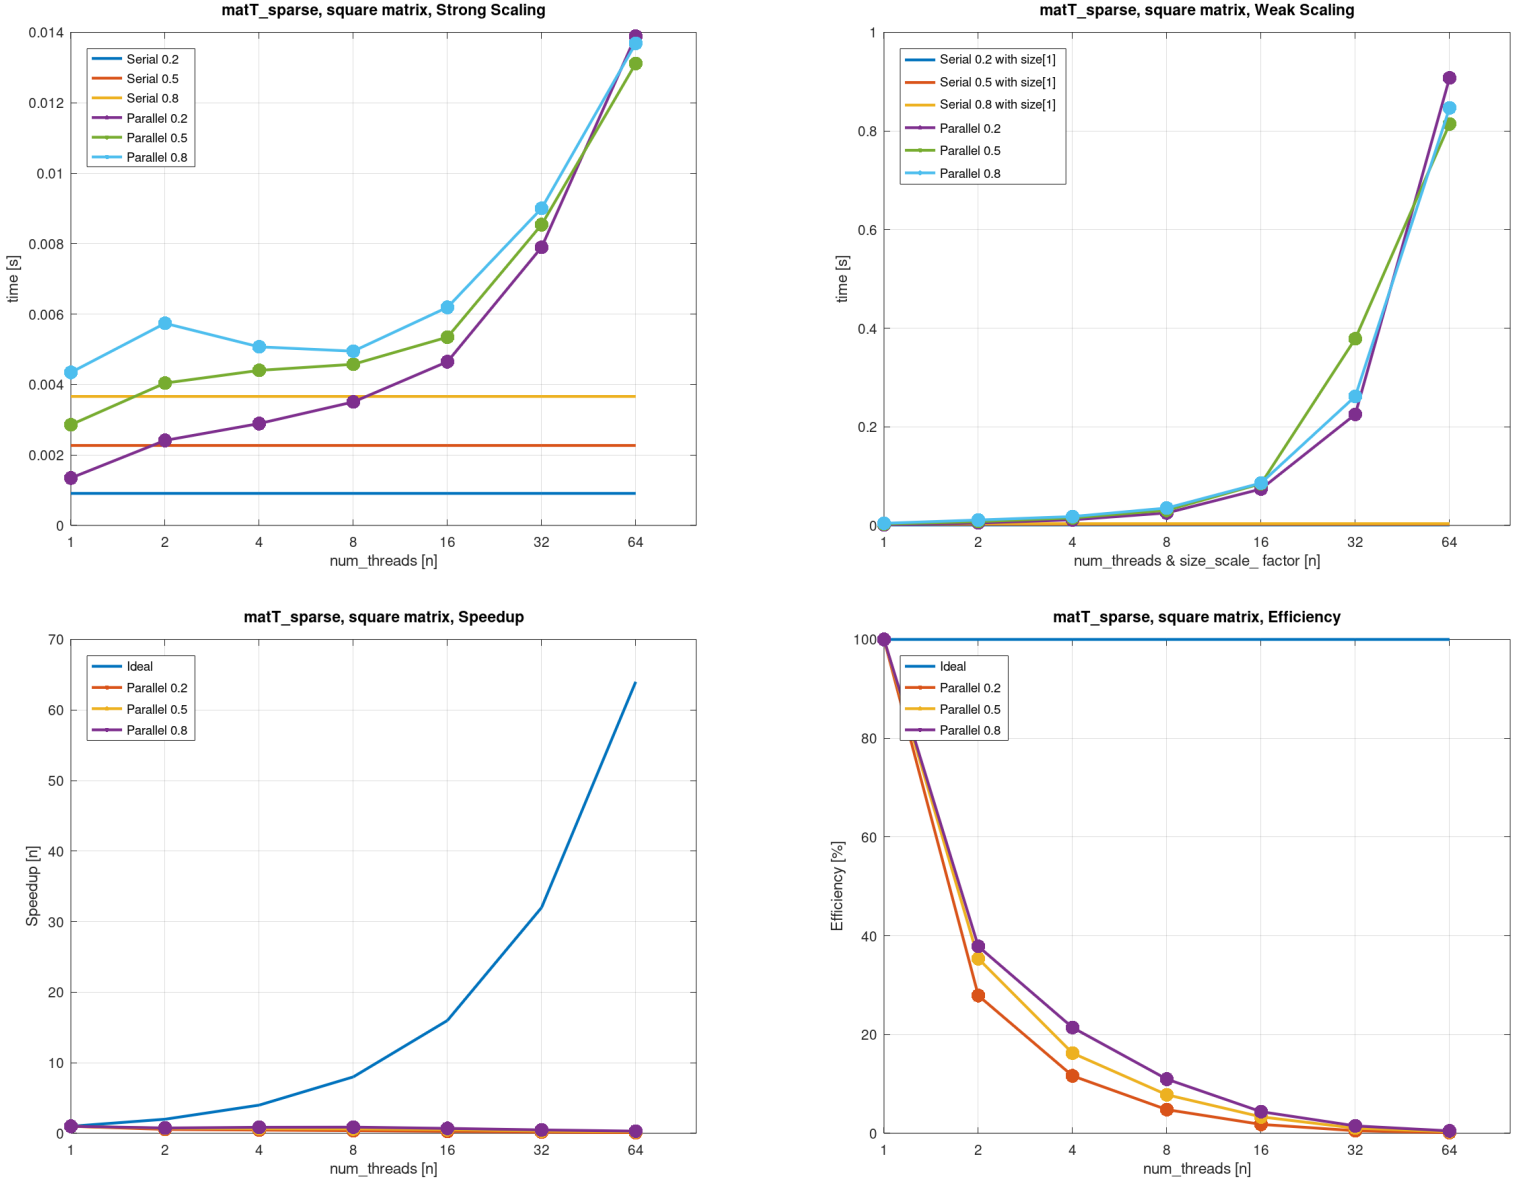 matT_sparse, square matrix, Strong Scaling
0.014
0.012
0.01
0.008
0.006
0.004
0.002
0
time [s]
Serial 0.2
Serial 0.5
Serial 0.8
Parallel 0.2
Parallel 0.5
Parallel 0.8
1 2 4 8 16 32 64
num_threads [n]
matT_sparse, square matrix, Weak Scaling
1
0.8
0.6
0.4
0.2
0
time [s]
Serial 0.2 with size[1]
Serial 0.5 with size[1]
Serial 0.8 with size[1]
Parallel 0.2
Parallel 0.5
Parallel 0.8
1 2 4 8 16 32 64
num_threads & size_scale_ factor [n]
matT_sparse, square matrix, Speedup
70
60
50
40
30
20
10
0
Speedup [n]
Ideal
Parallel 0.2
Parallel 0.5
Parallel 0.8
1 2 4 8 16 32 64
num_threads [n]
matT_sparse, square matrix, Efficiency
100
80
60
40
20
0
Efficiency [%]
Ideal
Parallel 0.2
Parallel 0.5
Parallel 0.8
1 2 4 8 16 32 64
num_threads [n]